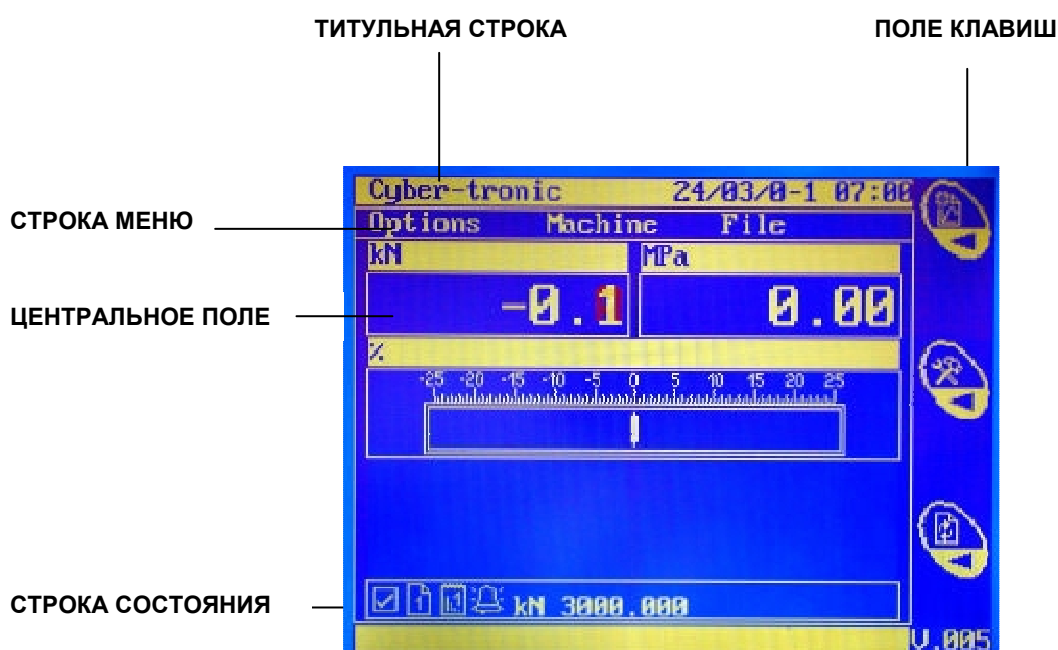 ТИТУЛЬНАЯ СТРОКА ПОЛЕ КЛАВИШ
Cyber-tronic 24/03/0-1 07:00
СТРОКА МЕНЮ
Options Machine File
kN MPa
ЦЕНТРАЛЬНОЕ ПОЛЕ
-0.1 0.00
%
-25 -20 -15 -10 -5 0 5 10 15 20 25
СТРОКА СОСТОЯНИЯ
kN 3000.000
V.005